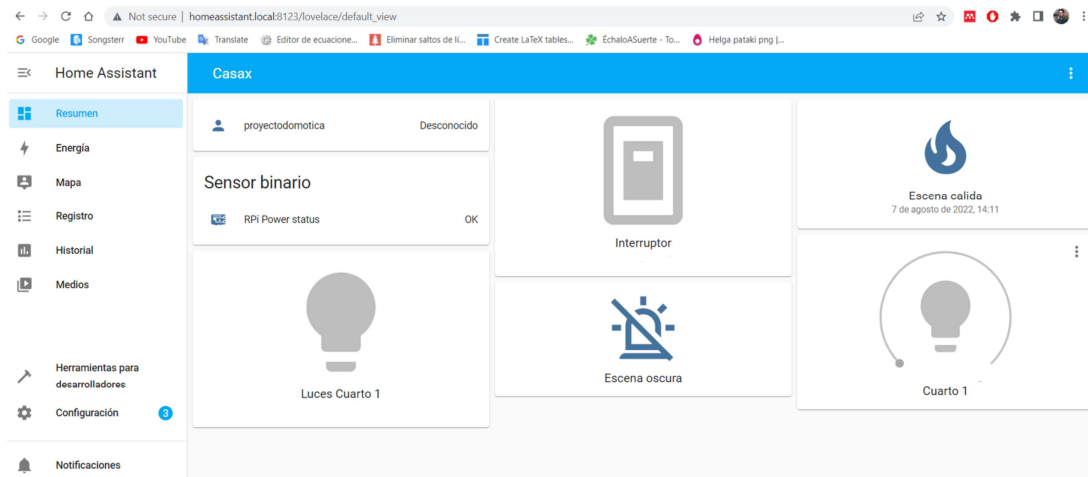 Not secure | homeassistant.local:8123/lovelace/default_view
Google Songsterr YouTube Translate Editor de ecuacione... Eliminar saltos de lí... Create LaTeX tables... ÉchaloASuerte - To... Helga pataki png |...
Home Assistant
Casax
Resumen
Energía
Mapa
Registro
Historial
Medios
Herramientas para
desarrolladores
Configuración 3
Notificaciones
proyectodomotica Desconocido
Sensor binario
RPi Power status OK
Luces Cuarto 1
Interruptor
Escena oscura
Escena calida
7 de agosto de 2022, 14:11
Cuarto 1